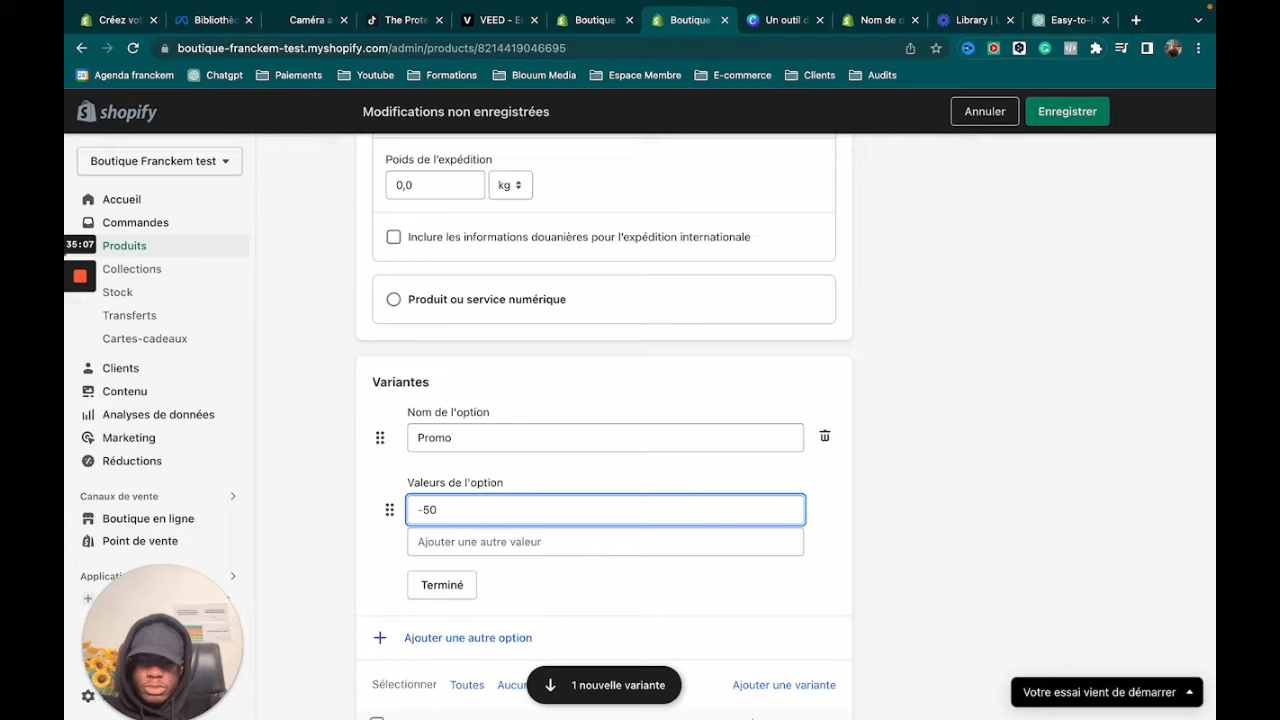 Créez vot
Biblioth
Caméra a
The Prote
VEED - E
Boutique
Boutique
Un outil d
Nom de d
Library |
Easy-to-l
boutique-franckem-test.myshopify.com/admin/products/8214419046695
Agenda franckem
Chatgpt
Paiements
Youtube
Formations
Blouum Media
Espace Membre
E-commerce
Clients
Audits
shopify
Modifications non enregistrées
Annuler
Enregistrer
Boutique Franckem test
Accueil
Commandes
35:07
Produits
Collections
Stock
Transferts
Cartes-cadeaux
Clients
Contenu
Analyses de données
Marketing
Réductions
Canaux de vente
Boutique en ligne
Point de vente
Applicati
Poids de l'expédition
0,0
kg
Inclure les informations douanières pour l'expédition internationale
Produit ou service numérique
Variantes
Nom de l'option
Promo
Valeurs de l'option
-50
Ajouter une autre valeur
Terminé
Ajouter une autre option
Sélectionner
Toutes
Aucun
1 nouvelle variante
Ajouter une variante
Votre essai vient de démarrer